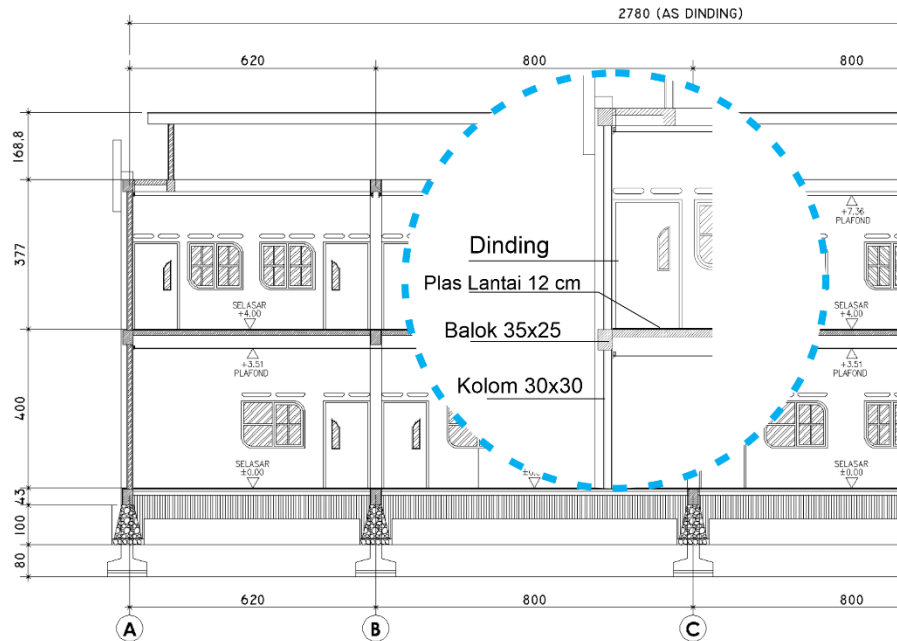 2780 (AS DINDING)
620
800
800
168.8
377
400
43
100
80
+7.36
PLAFOND
SELASAR
+4.00
SELASAR
+4.00
+3.51
PLAFOND
+3.51
PLAFOND
SELASAR
±0.00
SELASAR
±0.00
Dinding
Plas Lantai 12 cm
Balok 35x25
Kolom 30x30
620
800
800
A
B
C